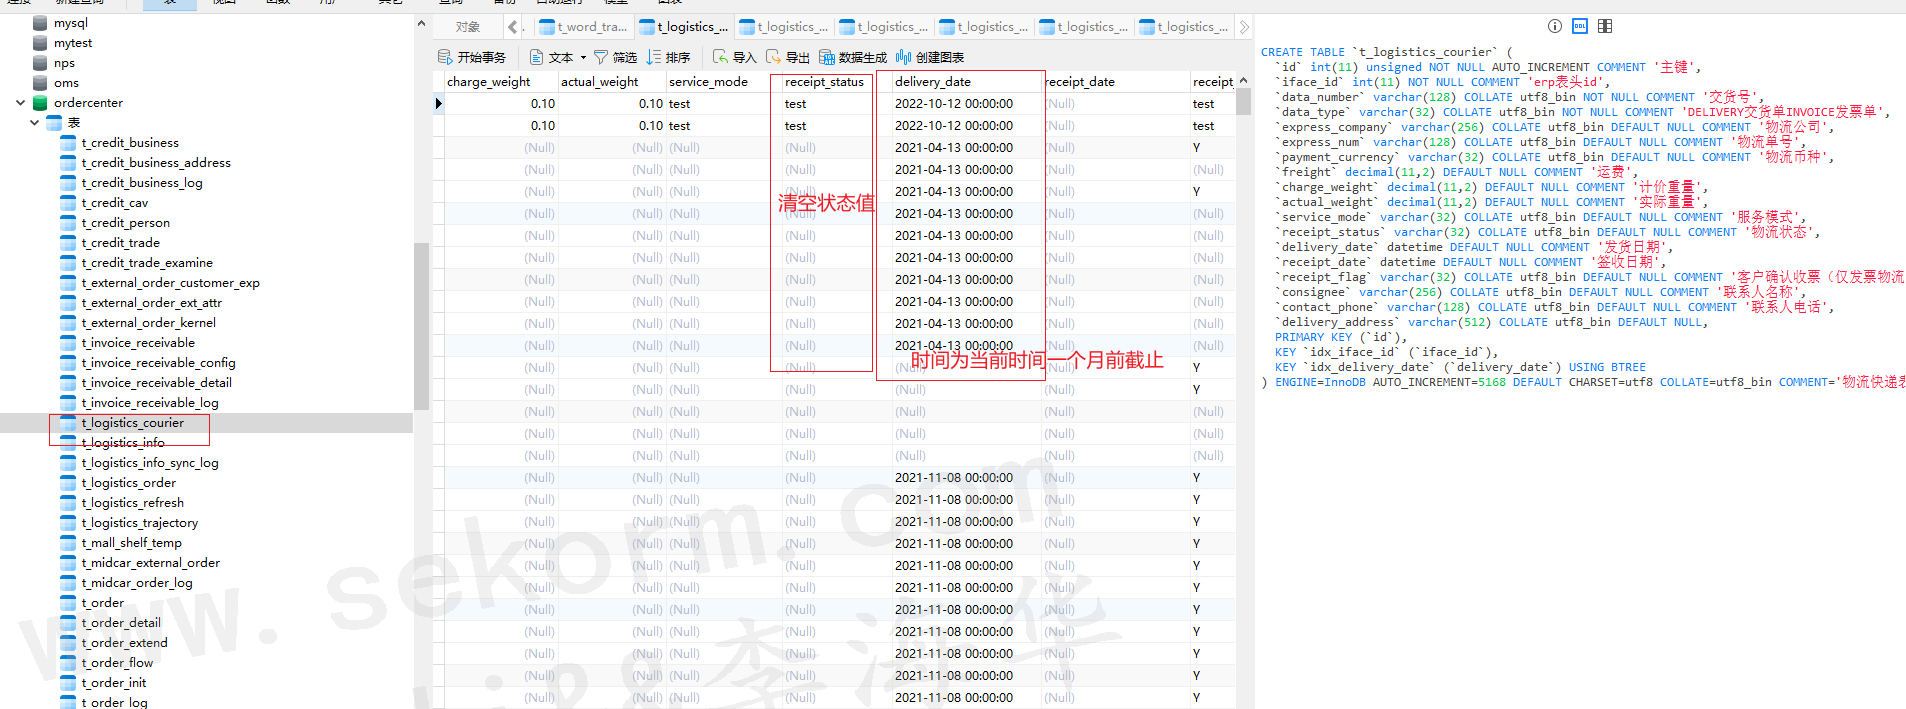 mysql
mytest
nps
oms
ordercenter
表
t_credit_business
t_credit_business_address
t_credit_business_log
t_credit_cav
t_credit_person
t_credit_trade
t_credit_trade_examine
t_external_order_customer_exp
t_external_order_ext_attr
t_external_order_kernel
t_invoice_receivable
t_invoice_receivable_config
t_invoice_receivable_detail
t_invoice_receivable_log
t_logistics_courier
t_logistics_info
t_logistics_info_sync_log
t_logistics_order
t_logistics_refresh
t_logistics_trajectory
t_mall_shelf_temp
t_midcar_external_order
t_midcar_order_log
t_order
t_order_detail
t_order_extend
t_order_flow
t_order_init
t_order_log
对象 t_word_tra... t_logistics_... t_logistics_... t_logistics_... t_logistics_... t_logistics_... t_logistics_...
开始事务 文本 筛选 排序 导入 导出 数据生成 创建图表
charge_weight actual_weight service_mode receipt_status delivery_date receipt_date receipt_
0.10 0.10 test test 2022-10-12 00:00:00 (Null) test
0.10 0.10 test test 2022-10-12 00:00:00 (Null) test
(Null) (Null) (Null) (Null) 2021-04-13 00:00:00 (Null) Y
(Null) (Null) (Null) (Null) 2021-04-13 00:00:00 (Null) (Null)
(Null) (Null) (Null) (Null) 2021-04-13 00:00:00 (Null) Y
清空状态值
(Null) (Null) (Null) (Null) 2021-04-13 00:00:00 (Null) (Null)
(Null) (Null) (Null) (Null) 2021-04-13 00:00:00 (Null) (Null)
(Null) (Null) (Null) (Null) 2021-04-13 00:00:00 (Null) (Null)
(Null) (Null) (Null) (Null) 2021-04-13 00:00:00 (Null) (Null)
(Null) (Null) (Null) (Null) 2021-04-13 00:00:00 (Null) (Null)
(Null) (Null) (Null) (Null) 2021-04-13 00:00:00 (Null) (Null)
(Null) (Null) (Null) (Null) 2021-04-13 00:00:00 (Null) (Null)
时间为当前时间一个月前截止
(Null) (Null) (Null) (Null) (Null) (Null) Y
(Null) (Null) (Null) (Null) (Null) (Null) Y
(Null) (Null) (Null) (Null) (Null) (Null) (Null)
(Null) (Null) (Null) (Null) (Null) (Null) (Null)
(Null) (Null) (Null) (Null) (Null) (Null) (Null)
(Null) (Null) (Null) (Null) 2021-11-08 00:00:00 (Null) Y
(Null) (Null) (Null) (Null) 2021-11-08 00:00:00 (Null) Y
(Null) (Null) (Null) (Null) 2021-11-08 00:00:00 (Null) Y
(Null) (Null) (Null) (Null) 2021-11-08 00:00:00 (Null) Y
(Null) (Null) (Null) (Null) 2021-11-08 00:00:00 (Null) Y
(Null) (Null) (Null) (Null) 2021-11-08 00:00:00 (Null) Y
(Null) (Null) (Null) (Null) 2021-11-08 00:00:00 (Null) Y
(Null) (Null) (Null) (Null) 2021-11-08 00:00:00 (Null) Y
(Null) (Null) (Null) (Null) 2021-11-08 00:00:00 (Null) Y
(Null) (Null) (Null) (Null) 2021-11-08 00:00:00 (Null) Y
(Null) (Null) (Null) (Null) 2021-11-08 00:00:00 (Null) Y
DDL
CREATE TABLE `t_logistics_courier` (
`id` int(11) unsigned NOT NULL AUTO_INCREMENT COMMENT '主键',
`iface_id` int(11) NOT NULL COMMENT 'erp表头id',
`data_number` varchar(128) COLLATE utf8_bin NOT NULL COMMENT '交货号',
`data_type` varchar(32) COLLATE utf8_bin NOT NULL COMMENT 'DELIVERY交货单INVOICE发票单',
`express_company` varchar(256) COLLATE utf8_bin DEFAULT NULL COMMENT '物流公司',
`express_num` varchar(128) COLLATE utf8_bin DEFAULT NULL COMMENT '物流单号',
`payment_currency` varchar(32) COLLATE utf8_bin DEFAULT NULL COMMENT '物流币种',
`freight` decimal(11,2) DEFAULT NULL COMMENT '运费',
`charge_weight` decimal(11,2) DEFAULT NULL COMMENT '计价重量',
`actual_weight` decimal(11,2) DEFAULT NULL COMMENT '实际重量',
`service_mode` varchar(32) COLLATE utf8_bin DEFAULT NULL COMMENT '服务模式',
`receipt_status` varchar(32) COLLATE utf8_bin DEFAULT NULL COMMENT '物流状态',
`delivery_date` datetime DEFAULT NULL COMMENT '发货日期',
`receipt_date` datetime DEFAULT NULL COMMENT '签收日期',
`receipt_flag` varchar(32) COLLATE utf8_bin DEFAULT NULL COMMENT '客户确认收票（仅发票物流
`consignee` varchar(256) COLLATE utf8_bin DEFAULT NULL COMMENT '联系人名称',
`contact_phone` varchar(128) COLLATE utf8_bin DEFAULT NULL COMMENT '联系人电话',
`delivery_address` varchar(512) COLLATE utf8_bin DEFAULT NULL,
PRIMARY KEY (`id`),
KEY `idx_iface_id` (`iface_id`),
KEY `idx_delivery_date` (`delivery_date`) USING BTREE
) ENGINE=InnoDB AUTO_INCREMENT=5168 DEFAULT CHARSET=utf8 COLLATE=utf8_bin COMMENT='物流快递表
www.sekorm.com
李海华